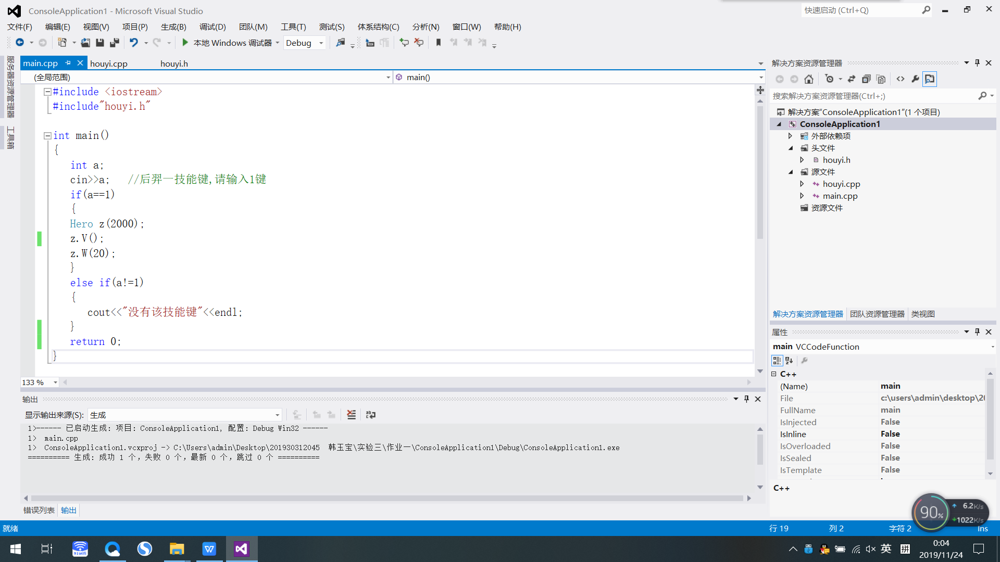 ConsoleApplication1 - Microsoft Visual Studio
快速启动 (Ctrl+Q)
文件(F) 编辑(E) 视图(V) 项目(P) 生成(B) 调试(D) 团队(M) 工具(T) 测试(S) 体系结构(C) 分析(N) 窗口(W) 帮助(H)
本地 Windows 调试器 Debug
服务器资源管理器
工具箱
main.cpp houyi.cpp houyi.h
(全局范围) main()
#include <iostream>
#include"houyi.h"
int main()
{
int a;
cin>>a; //后羿一技能键,请输入1键
if(a==1)
{
Hero z(2000);
z.V();
z.W(20);
}
else if(a!=1)
{
cout<<"没有该技能键"<<endl;
}
return 0;
}
133 %
输出
显示输出来源(S): 生成
1>------ 已启动生成: 项目: ConsoleApplication1, 配置: Debug Win32 ------
1> main.cpp
1> ConsoleApplication1.vcxproj -> C:\Users\admin\Desktop\201930312045 韩玉宝\实验三\作业一\ConsoleApplication1\Debug\ConsoleApplication1.exe
========== 生成: 成功 1 个，失败 0 个，最新 0 个，跳过 0 个 ==========
错误列表 输出
解决方案资源管理器
搜索解决方案资源管理器(Ctrl+;)
解决方案"ConsoleApplication1"(1 个项目)
ConsoleApplication1
外部依赖项
头文件
houyi.h
源文件
houyi.cpp
main.cpp
资源文件
解决方案资源管理器 团队资源管理器 类视图
属性
main VCCodeFunction
C++
(Name) main
File c:\users\admin\desktop\20
FullName main
IsInjected False
IsInline False
IsOverloaded False
IsSealed False
IsTemplate False
C++
90%
6.2K/s
1022K/s
就绪 行 19 列 2 字符 2 Ins
91wifi
英 拼
0:04
2019/11/24